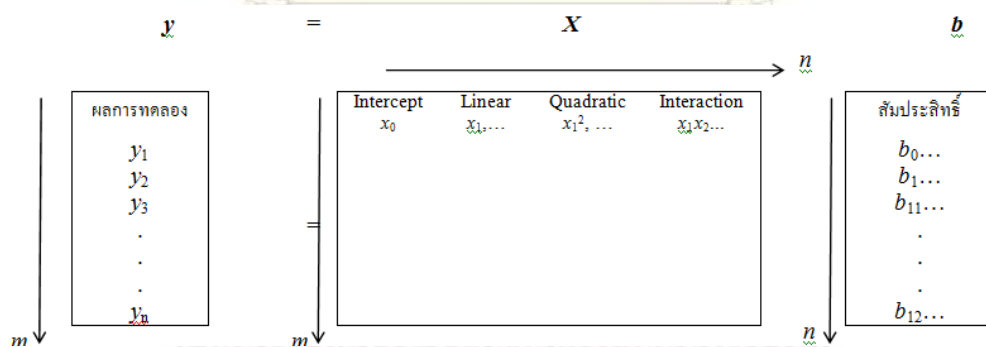 y = X b
n
ผลการทดลอง
y₁
y₂
y₃
.
.
.
yₙ
m
=
Intercept Linear Quadratic Interaction
x₀ x₁,… x₁², … x₁x₂…
m
สัมประสิทธิ์
b₀…
b₁…
b₁₁…
.
.
.
b₁₂…
n